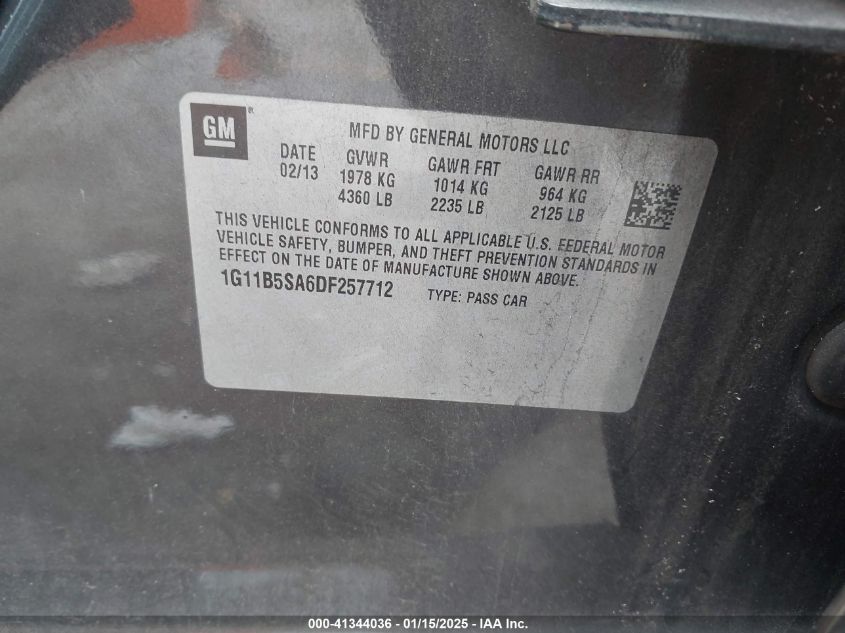 GM ®
MFD BY GENERAL MOTORS LLC
DATE GVWR GAWR FRT GAWR RR
02/13 1978 KG 1014 KG 964 KG
4360 LB 2235 LB 2125 LB
THIS VEHICLE CONFORMS TO ALL APPLICABLE U.S. FEDERAL MOTOR
VEHICLE SAFETY, BUMPER, AND THEFT PREVENTION STANDARDS IN
EFFECT ON THE DATE OF MANUFACTURE SHOWN ABOVE.
1G11B5SA6DF257712 TYPE: PASS CAR
000-41344036 - 01/15/2025 - IAA Inc.